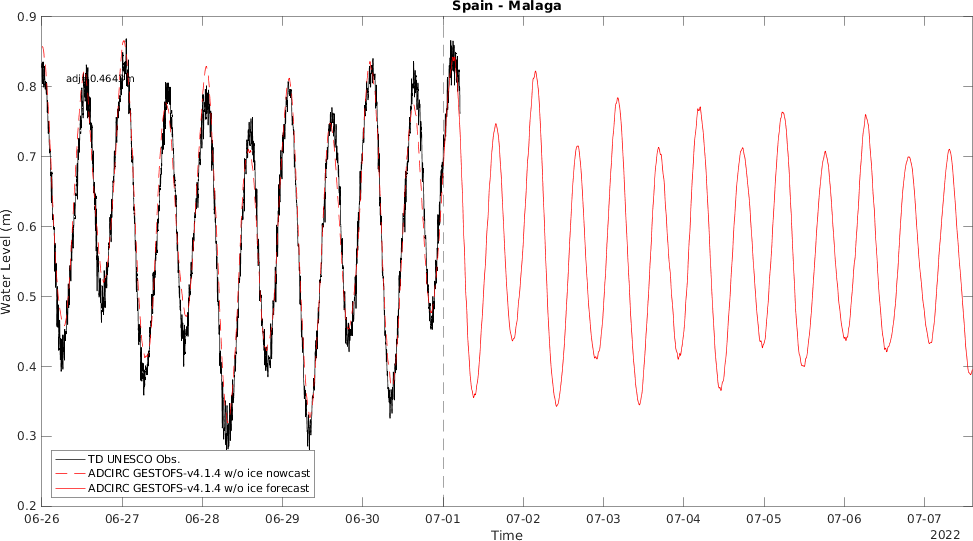 Spain - Malaga
0.9
0.8
0.7
0.6
0.5
0.4
0.3
0.2
Water Level (m)
TD UNESCO Obs.
ADCIRC GESTOFS-v4.1.4 w/o ice nowcast
ADCIRC GESTOFS-v4.1.4 w/o ice forecast
06-26 06-27 06-28 06-29 06-30 07-01 07-02 07-03 07-04 07-05 07-06 07-07
Time
2022